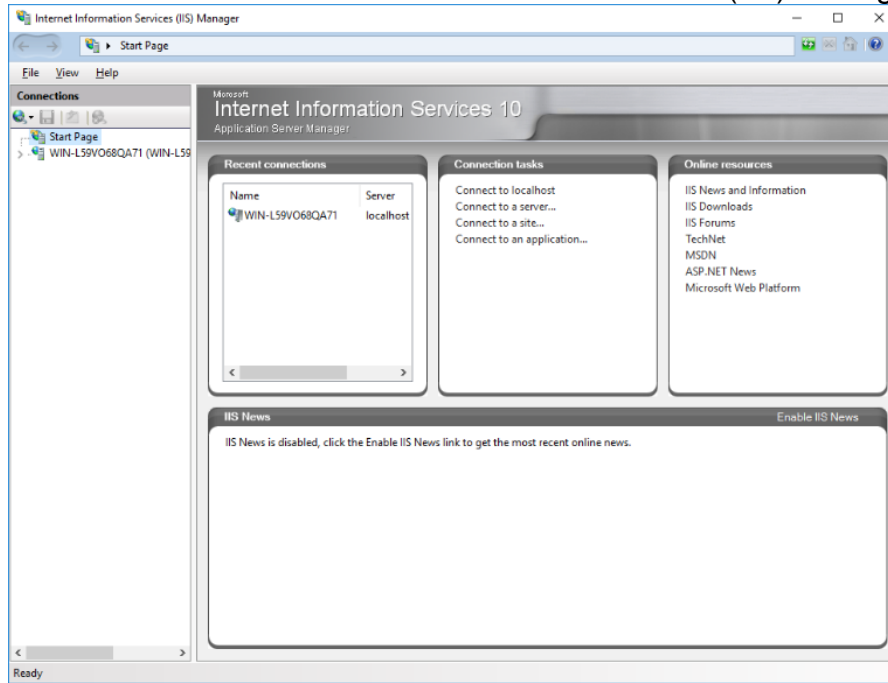 Internet Information Services (IIS) Manager
Start Page
File View Help
Connections
Start Page
WIN-L59VO68QA71 (WIN-L59
Microsoft
Internet Information Services 10
Application Server Manager
Recent connections
Name Server
WIN-L59VO68QA71 localhost
Connection tasks
Connect to localhost
Connect to a server...
Connect to a site...
Connect to an application...
Online resources
IIS News and Information
IIS Downloads
IIS Forums
TechNet
MSDN
ASP.NET News
Microsoft Web Platform
IIS News Enable IIS News
IIS News is disabled, click the Enable IIS News link to get the most recent online news.
Ready